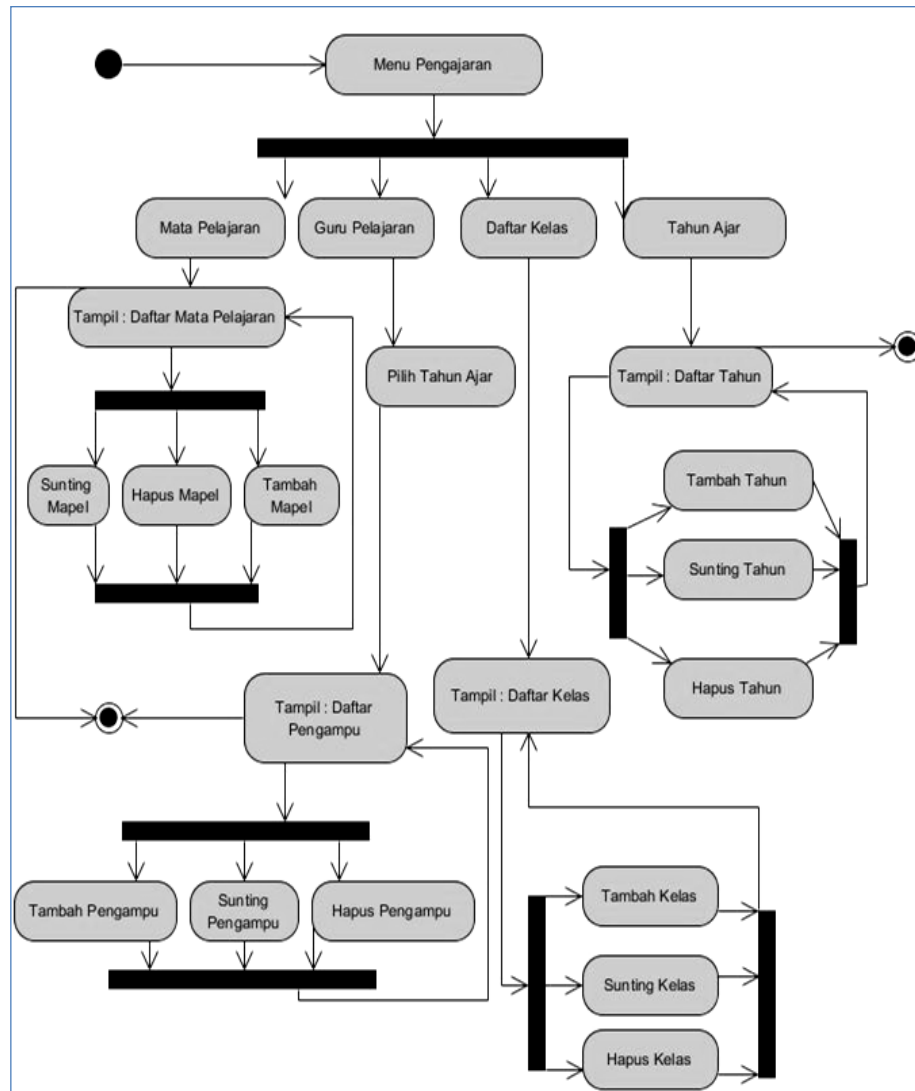 Menu Pengajaran
Mata Pelajaran
Guru Pelajaran
Daftar Kelas
Tahun Ajar
Tampil : Daftar Mata Pelajaran
Pilih Tahun Ajar
Tampil : Daftar Tahun
Sunting
Mapel
Hapus Mapel
Tambah
Mapel
Tambah Tahun
Sunting Tahun
Hapus Tahun
Tampil : Daftar
Pengampu
Tampil : Daftar Kelas
Tambah Pengampu
Sunting
Pengampu
Hapus Pengampu
Tambah Kelas
Sunting Kelas
Hapus Kelas